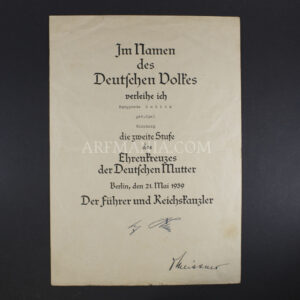 Im Namen
des
Deutschen Volkes
verleihe ich
die zweite Stufe
des
ARFMANIA.COM
Ehrenkreuzes
der Deutschen Mutter
Berlin, den 21. Mai 1939
Der Führer und Reichskanzler